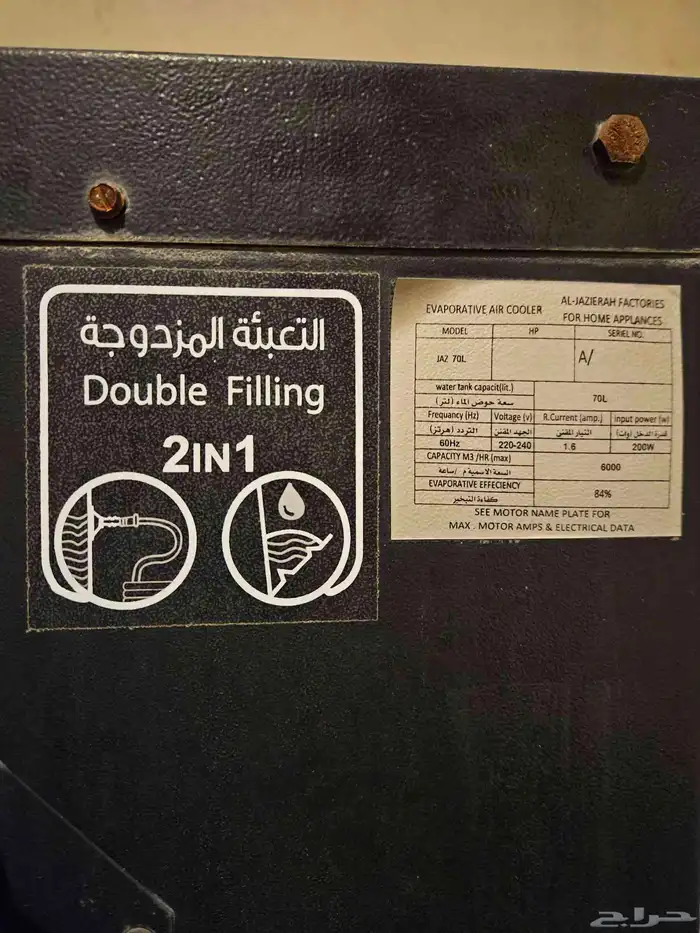 التعبئة المزدوجة
Double Filling
2IN1
EVAPORATIVE AIR COOLER
AL-JAZIERAH FACTORIES
FOR HOME APPLANCES
MODEL HP SERIEL NO.
JAZ 70L A/
water tank capacit(lit.)
سعة حوض الماء (لتر)
70L
Frequency (Hz) Voltage (v) R.Current (amp.) input power (w)
التردد (هرتز) الجهد المقنن التيار المقنن قدرة الدخل (وات)
60Hz 220-240 1.6 200W
CAPACITY M3 /HR (max)
السعة الاسمية م /ساعة
6000
EVAPORATIVE EFFECIENCY
كفاءة التبخير
84%
SEE MOTOR NAME PLATE FOR
MAX . MOTOR AMPS & ELECTRICAL DATA
حراج